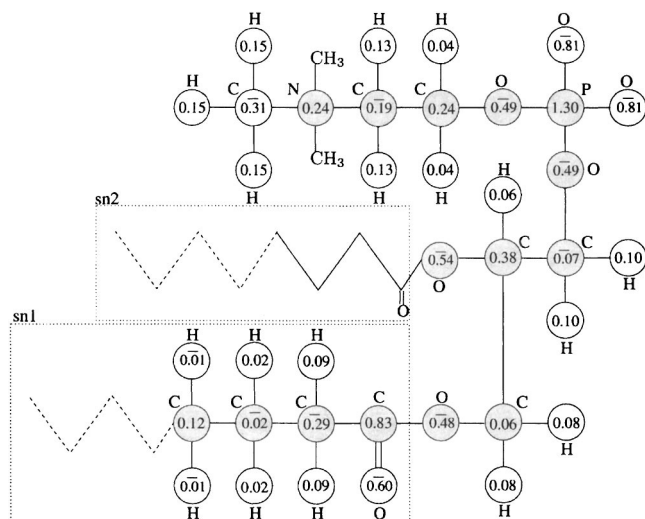 H H H O
0.15 0.13 0.04 0̅.81
CH₃
H C N C C O P O
0.15 0̅.31 0.24 0̅.19 0.24 0̅.49 1.30 0̅.81
CH₃
0.15 0.13 0.04 0̅.49 O
H H H H
sn2 0.06
C C
0̅.54 0.38 0̅.07 0.10
O H
O 0.10
sn1
H H H H
0̅.01 0.02 0.09
C C C C O C
0.12 0̅.02 0̅.29 0.83 0̅.48 0.06 0.08
H
0̅.01 0.02 0.09 0̅.60 0.08
H H H O H